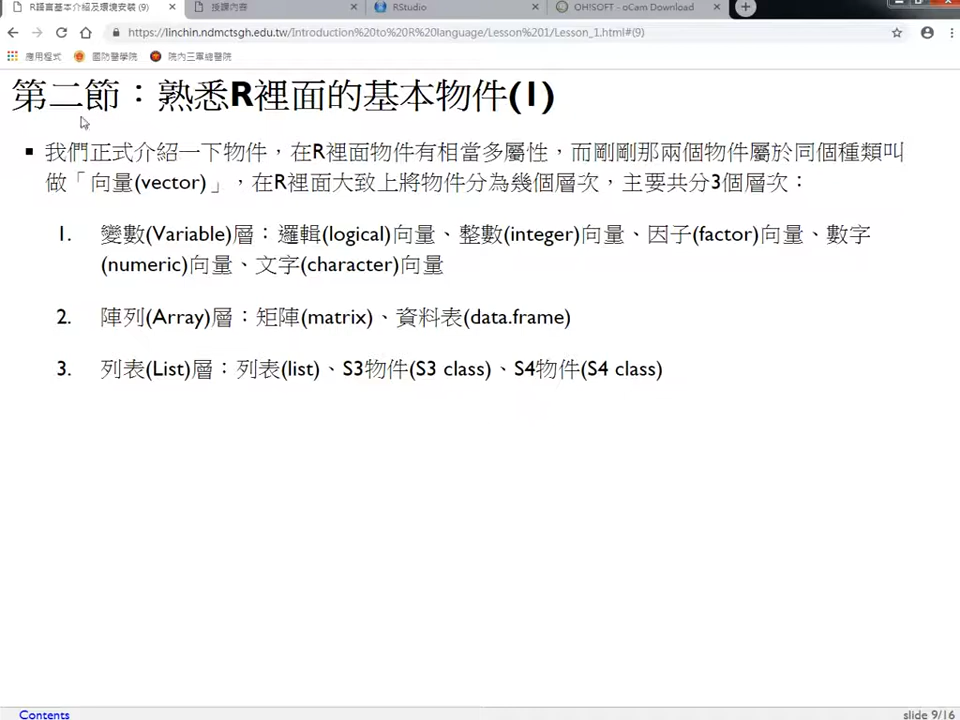 R語言基本介紹及環境安裝 (9)
授課內容
RStudio
OH!SOFT - oCam Download
https://linchin.ndmctsgh.edu.tw/Introduction%20to%20R%20language/Lesson%201/Lesson_1.html#(9)
應用程式
國防醫學院
院內三軍總醫院
第二節：熟悉R裡面的基本物件(1)
我們正式介紹一下物件，在R裡面物件有相當多屬性，而剛剛那兩個物件屬於同個種類叫
做「向量(vector)」，在R裡面大致上將物件分為幾個層次，主要共分3個層次：
1. 變數(Variable)層：邏輯(logical)向量、整數(integer)向量、因子(factor)向量、數字
(numeric)向量、文字(character)向量
2. 陣列(Array)層：矩陣(matrix)、資料表(data.frame)
3. 列表(List)層：列表(list)、S3物件(S3 class)、S4物件(S4 class)
Contents
slide 9/16